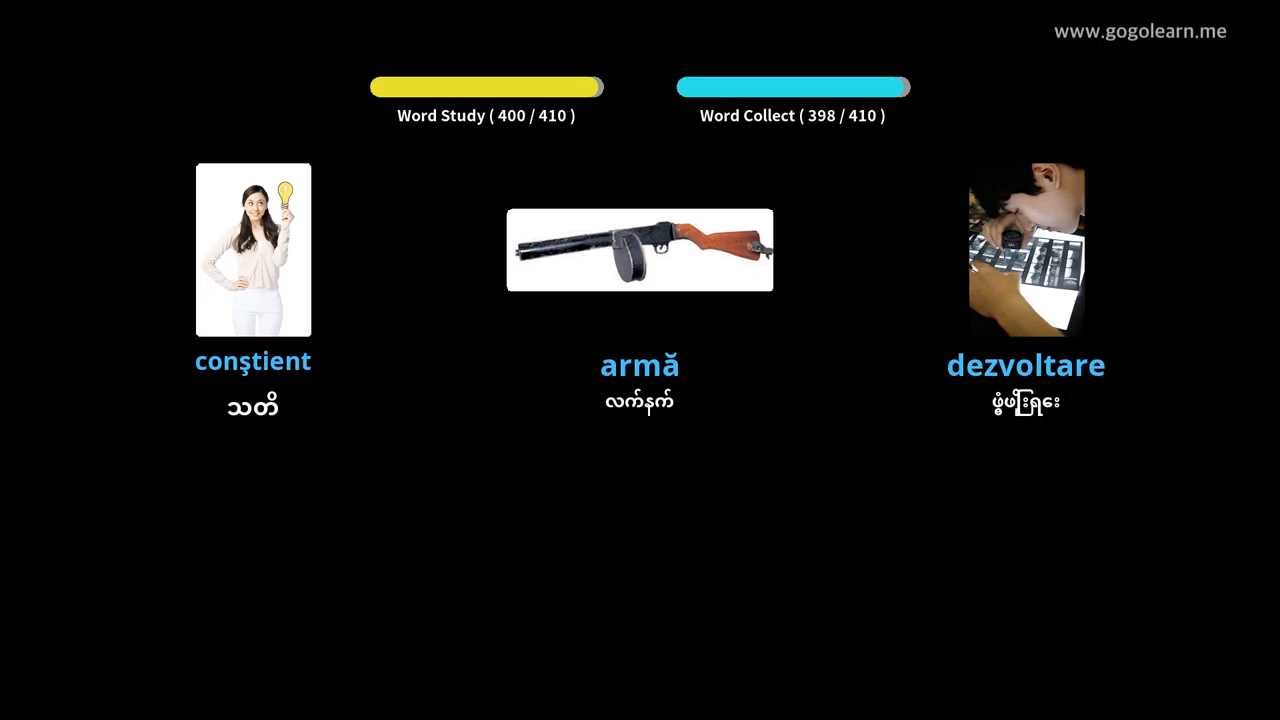 www.gogolearn.me
Word Study ( 400 / 410 )
Word Collect ( 398 / 410 )
conştient
armă
dezvoltare
သတိ
လက်နက်
ဖွံ့ဖြိုးရေး